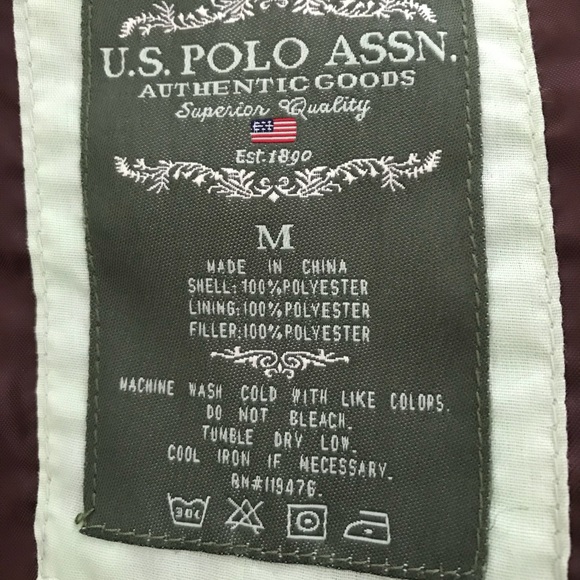 U.S. POLO ASSN.
AUTHENTIC GOODS
Superior Quality
Est. 1890
M
MADE IN CHINA
SHELL: 100%POLYESTER
LINING: 100%POLYESTER
FILLER: 100%POLYESTER
MACHINE WASH COLD WITH LIKE COLORS.
DO NOT BLEACH.
TUMBLE DRY LOW.
COOL IRON IF NECESSARY.
RN#119476.
30C